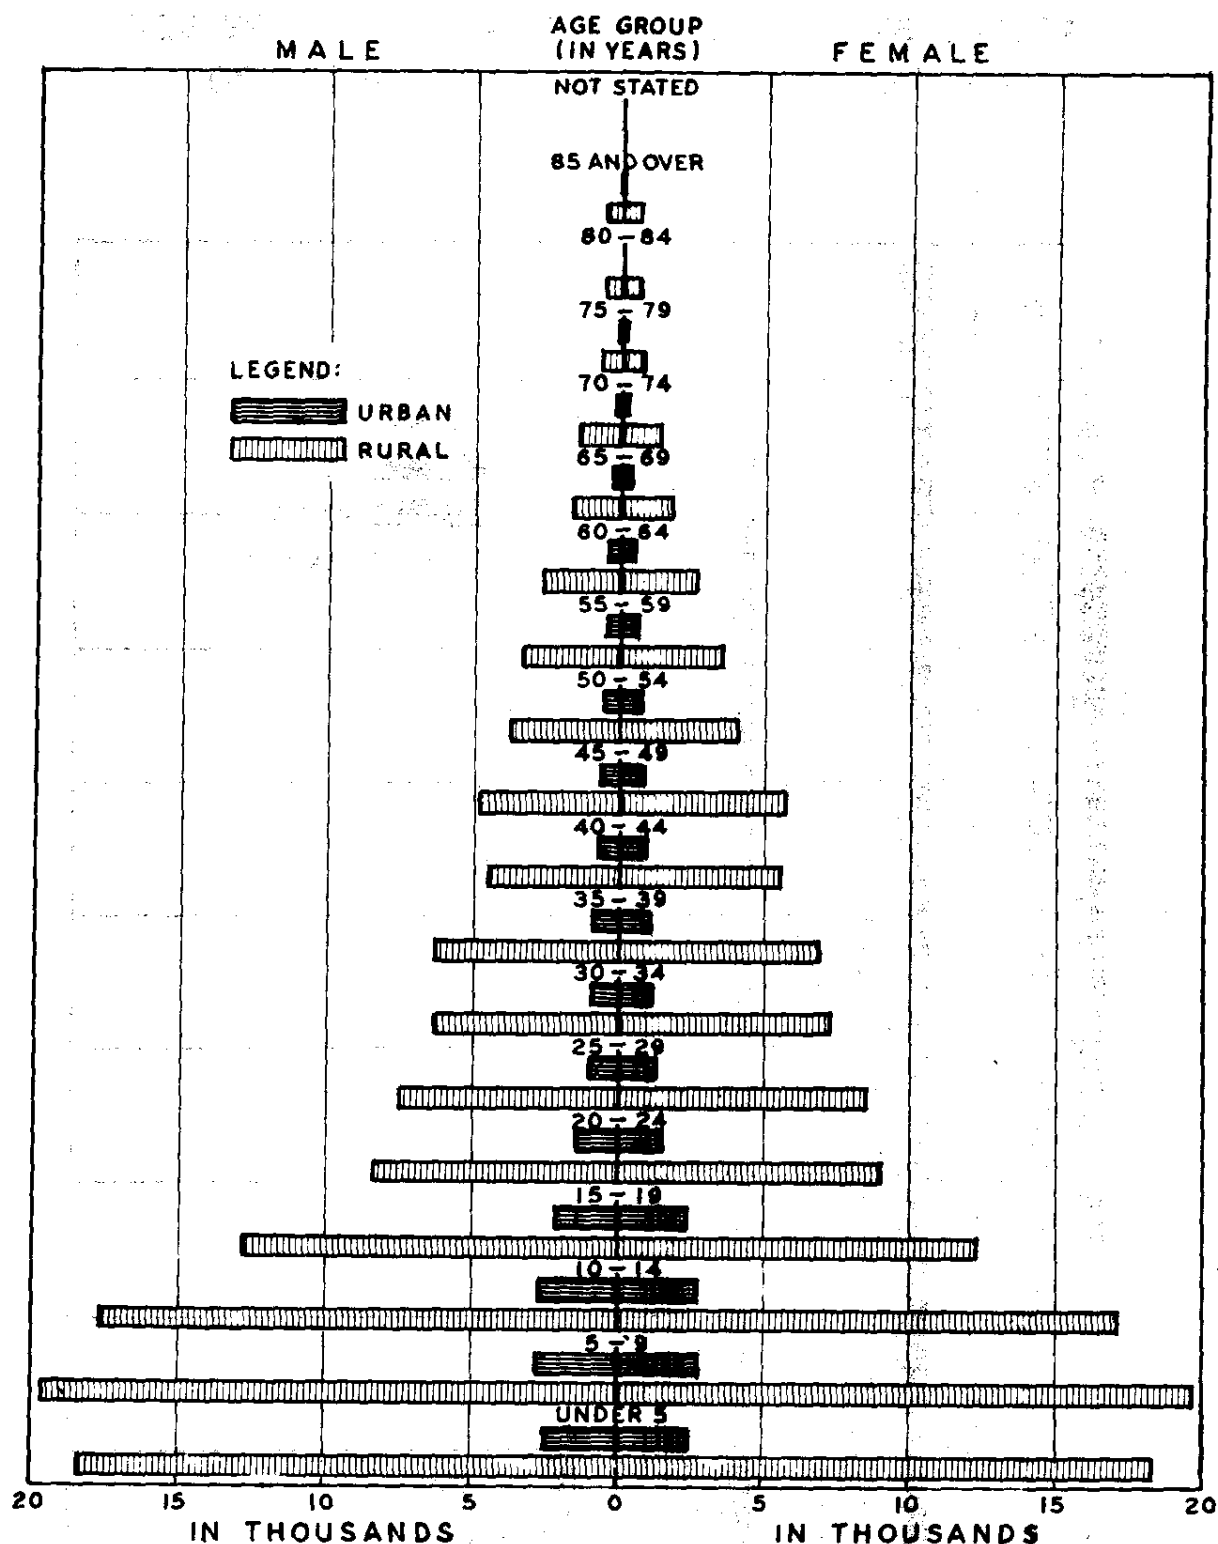 AGE GROUP
MALE (IN YEARS) FEMALE
NOT STATED
85 AND OVER
80 - 84
75 - 79
70 - 74
LEGEND:
URBAN
RURAL
65 - 69
60 - 64
55 - 59
50 - 54
45 - 49
40 - 44
35 - 39
30 - 34
25 - 29
20 - 24
15 - 19
10 - 14
5 - 9
UNDER 5
20 15 10 5 0 5 10 15 20
IN THOUSANDS IN THOUSANDS